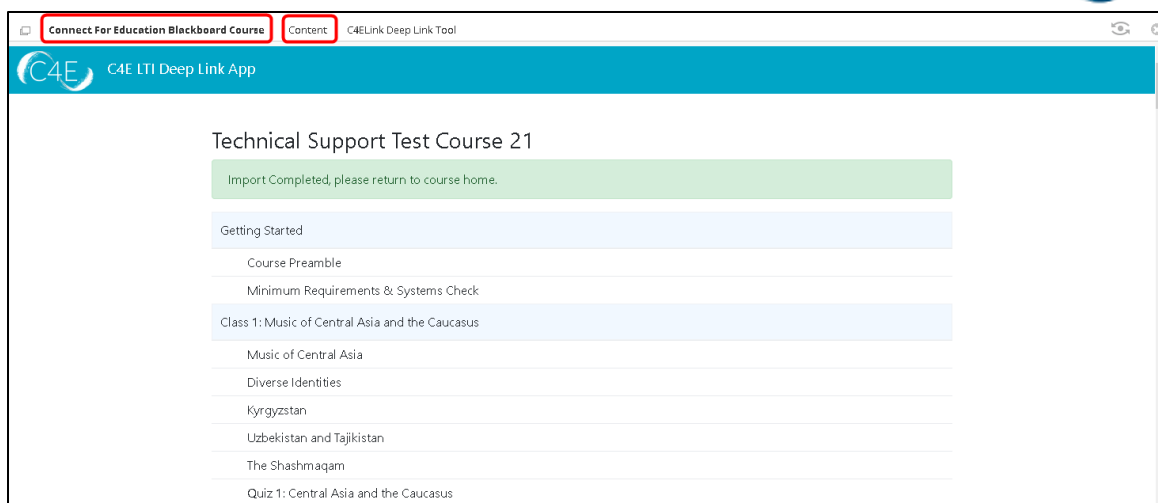 Connect For Education Blackboard Course Content C4ELink Deep Link Tool
C4E C4E LTI Deep Link App
Technical Support Test Course 21
Import Completed, please return to course home.
Getting Started
Course Preamble
Minimum Requirements & Systems Check
Class 1: Music of Central Asia and the Caucasus
Music of Central Asia
Diverse Identities
Kyrgyzstan
Uzbekistan and Tajikistan
The Shashmaqam
Quiz 1: Central Asia and the Caucasus